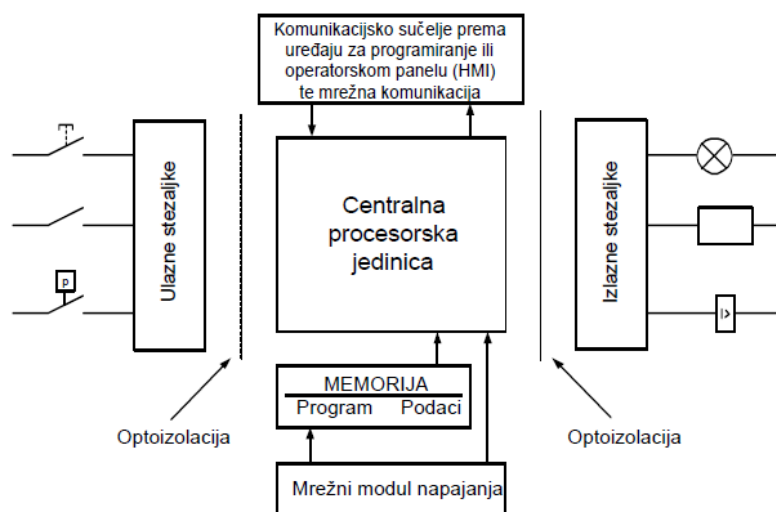 Komunikacijsko sučelje prema
uređaju za programiranje ili
operatorskom panelu (HMI)
te mrežna komunikacija
Ulazne stezaljke
p
Centralna
procesorska
jedinica
Izlazne stezaljke
MEMORIJA
Program Podaci
Optoizolacija
Optoizolacija
Mrežni modul napajanja